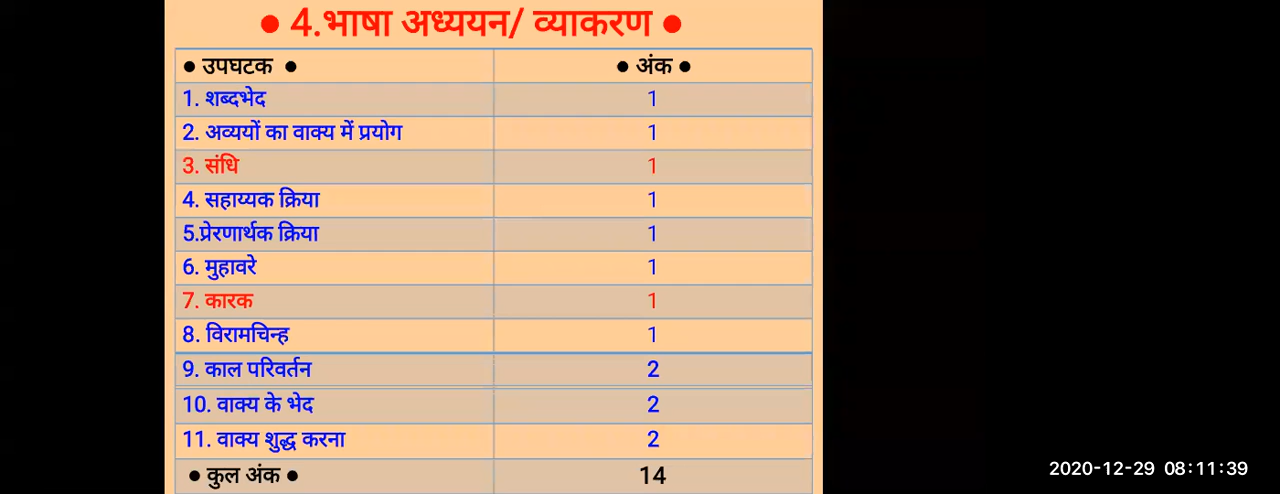 ● 4.भाषा अध्ययन/ व्याकरण ●
● उपघटक ● ● अंक ●
1. शब्दभेद 1
2. अव्ययों का वाक्य में प्रयोग 1
3. संधि 1
4. सहाय्यक क्रिया 1
5.प्रेरणार्थक क्रिया 1
6. मुहावरे 1
7. कारक 1
8. विरामचिन्ह 1
9. काल परिवर्तन 2
10. वाक्य के भेद 2
11. वाक्य शुद्ध करना 2
● कुल अंक ● 14
2020-12-29 08:11:39